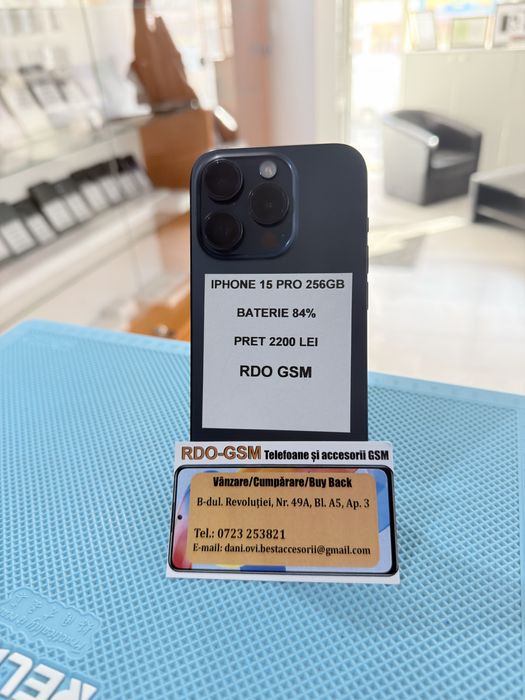 IPHONE 15 PRO 256GB
BATERIE 84%
PRET 2200 LEI
RDO GSM
RDO-GSM Telefoane și accesorii GSM
Vânzare/Cumpărare/Buy Back
B-dul. Revoluției, Nr. 49A, Bl. A5, Ap. 3
Tel.: 0723 253821
E-mail: dani.ovi.bestaccesorii@gmail.com
REL